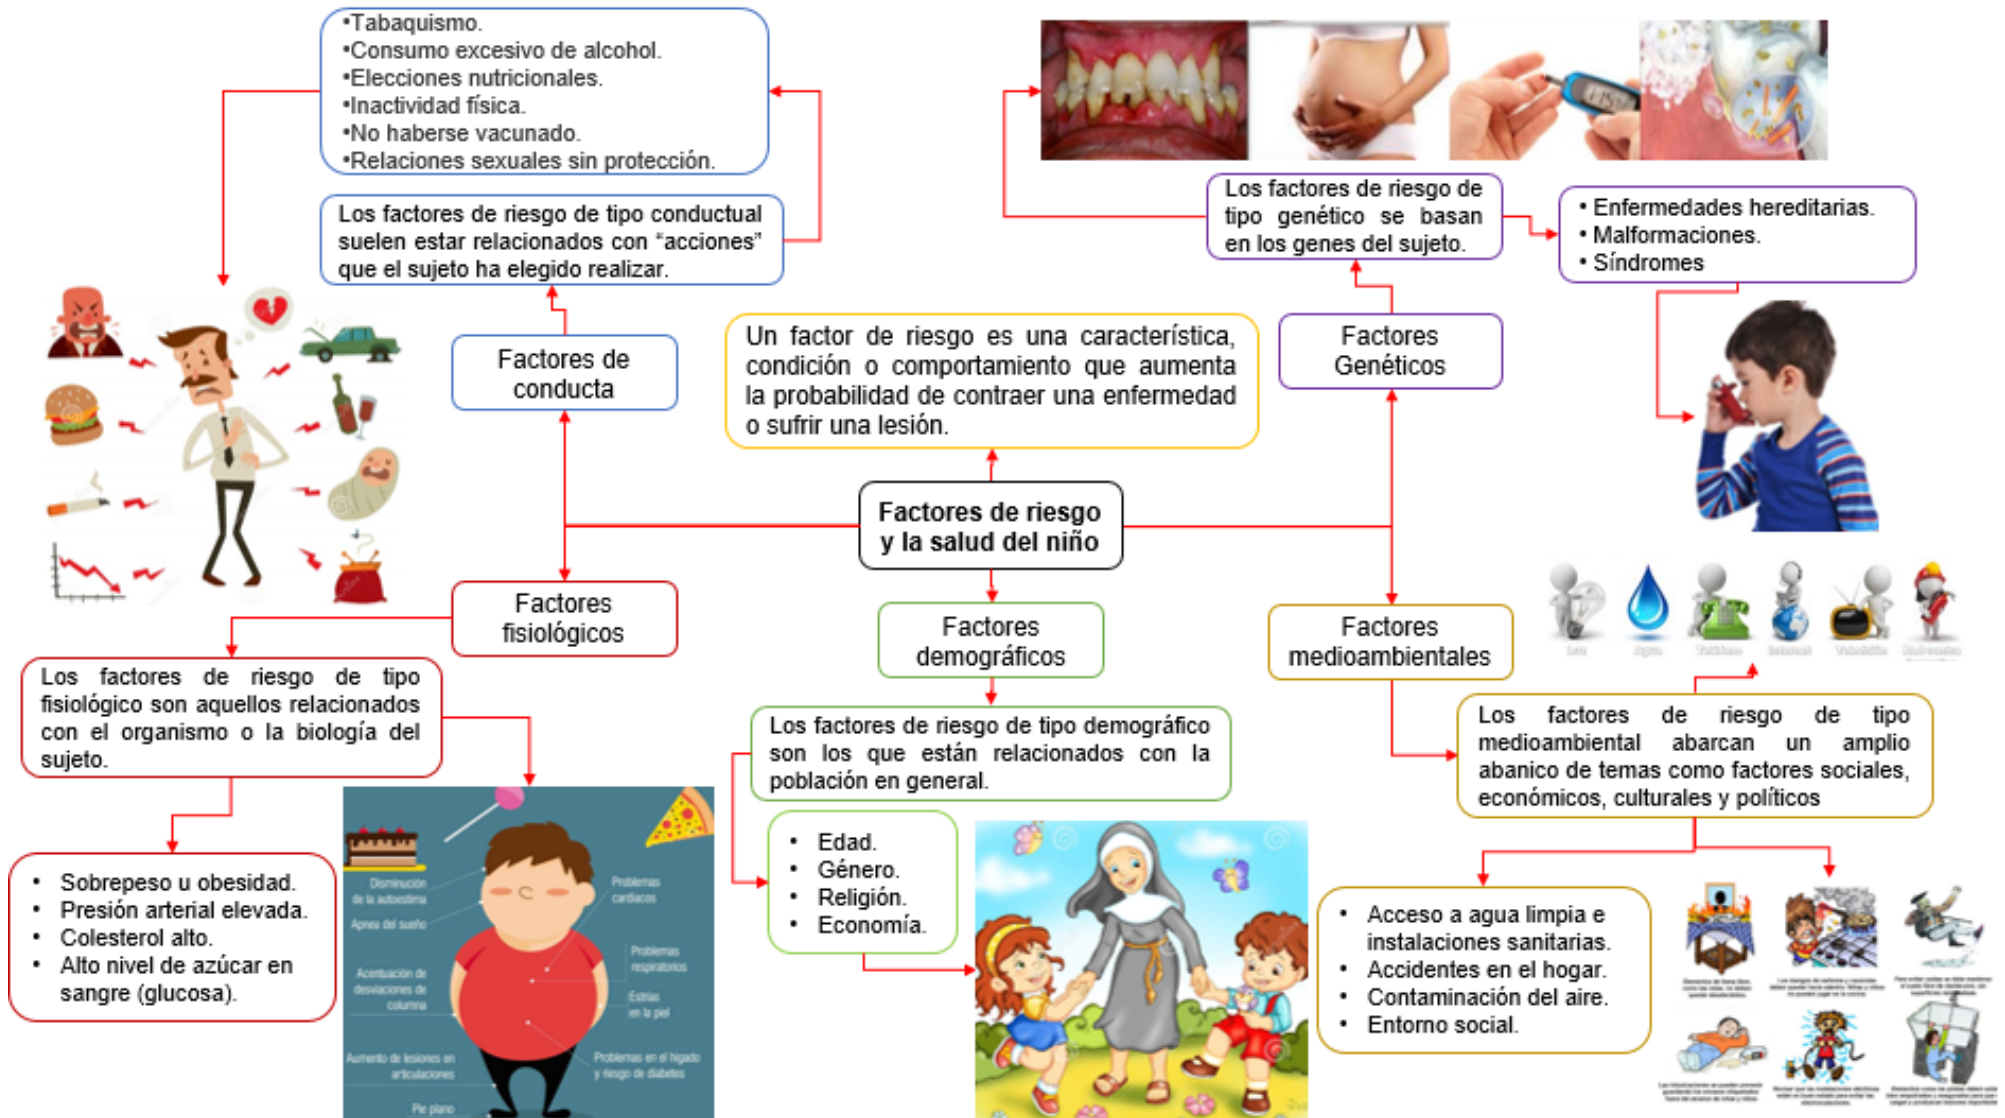 •Tabaquismo.
•Consumo excesivo de alcohol.
•Elecciones nutricionales.
•Inactividad física.
•No haberse vacunado.
•Relaciones sexuales sin protección.
Los factores de riesgo de tipo conductual
suelen estar relacionados con “acciones”
que el sujeto ha elegido realizar.
Factores de
conducta
Un factor de riesgo es una característica,
condición o comportamiento que aumenta
la probabilidad de contraer una enfermedad
o sufrir una lesión.
Los factores de riesgo de
tipo genético se basan
en los genes del sujeto.
• Enfermedades hereditarias.
• Malformaciones.
• Síndromes
Factores
Genéticos
Factores de riesgo
y la salud del niño
Factores
fisiológicos
Los factores de riesgo de tipo
fisiológico son aquellos relacionados
con el organismo o la biología del
sujeto.
• Sobrepeso u obesidad.
• Presión arterial elevada.
• Colesterol alto.
• Alto nivel de azúcar en
sangre (glucosa).
Disminución
de la autoestima
Apnea del sueño
Acentuación de
desviaciones de
columna
Aumento de lesiones en
articulaciones
Pie plano
Problemas
cardiacos
Problemas
respiratorios
Estrías
en la piel
Problemas en el hígado
y riesgo de diabetes
Factores
demográficos
Los factores de riesgo de tipo demográfico
son los que están relacionados con la
población en general.
• Edad.
• Género.
• Religión.
• Economía.
Factores
medioambientales
Luz
Agua
Teléfono
Internet
Televisión
Los factores de riesgo de tipo
medioambiental abarcan un amplio
abanico de temas como factores sociales,
económicos, culturales y políticos
• Acceso a agua limpia e
instalaciones sanitarias.
• Accidentes en el hogar.
• Contaminación del aire.
• Entorno social.